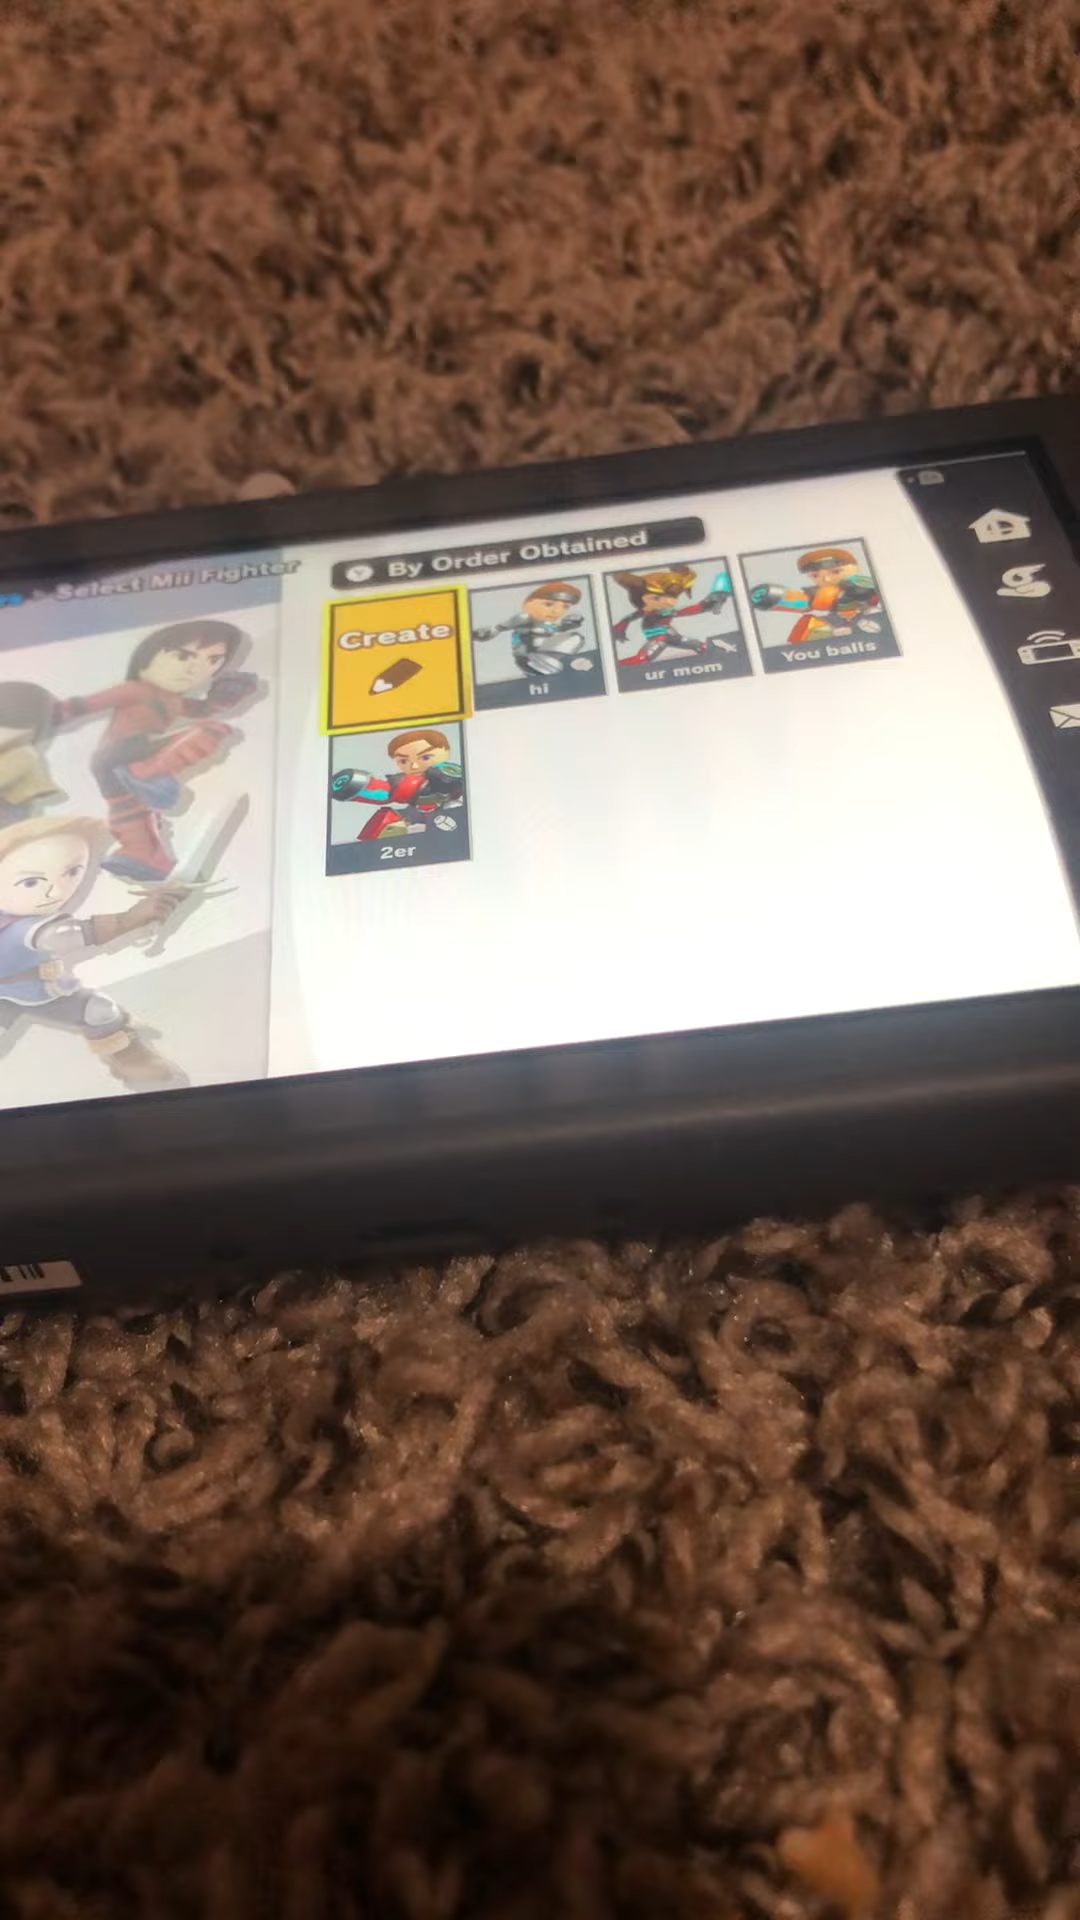 Select Mii Fighter
By Order Obtained
Create
hi
ur mom
You balls
2er